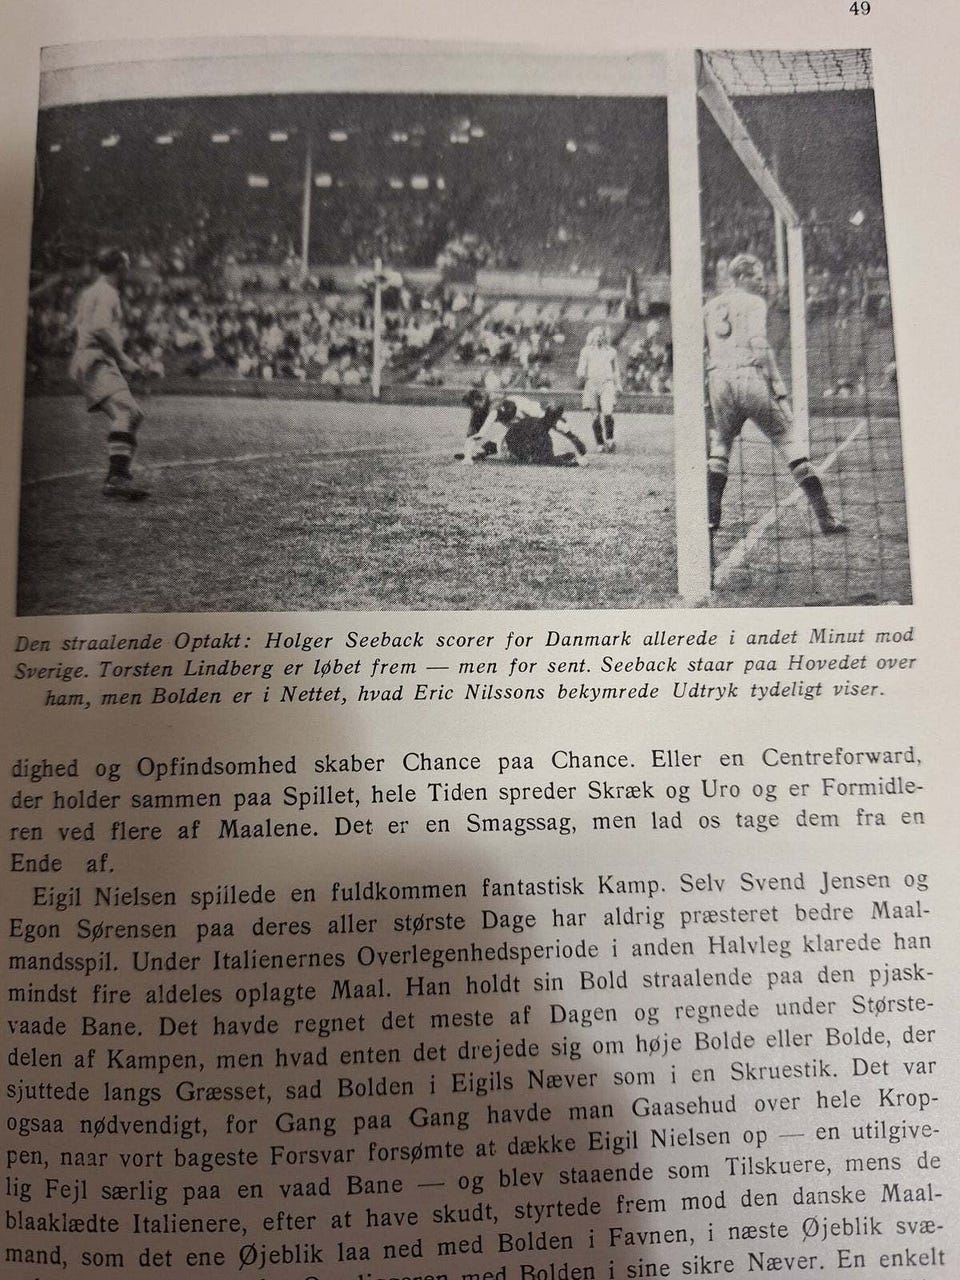 49
3
Den straalende Optakt: Holger Seeback scorer for Danmark allerede i andet Minut mod
Sverige. Torsten Lindberg er løbet frem — men for sent. Seeback staar paa Hovedet over
ham, men Bolden er i Nettet, hvad Eric Nilssons bekymrede Udtryk tydeligt viser.
dighed og Opfindsomhed skaber Chance paa Chance. Eller en Centreforward,
der holder sammen paa Spillet, hele Tiden spreder Skræk og Uro og er Formidle-
ren ved flere af Maalene. Det er en Smagssag, men lad os tage dem fra en
Ende af.
Eigil Nielsen spillede en fuldkommen fantastisk Kamp. Selv Svend Jensen og
Egon Sørensen paa deres aller største Dage har aldrig præsteret bedre Maal-
mandsspil. Under Italienernes Overlegenhedsperiode i anden Halvleg klarede han
mindst fire aldeles oplagte Maal. Han holdt sin Bold straalende paa den pjask-
vaade Bane. Det havde regnet det meste af Dagen og regnede under Største-
delen af Kampen, men hvad enten det drejede sig om høje Bolde eller Bolde, der
sjuttede langs Græsset, sad Bolden i Eigils Næver som i en Skruestik. Det var
ogsaa nødvendigt, for Gang paa Gang havde man Gaasehud over hele Krop-
pen, naar vort bageste Forsvar forsømte at dække Eigil Nielsen op — en utilgive-
lig Fejl særlig paa en vaad Bane — og blev staaende som Tilskuere, mens de
blaaklædte Italienere, efter at have skudt, styrtede frem mod den danske Maal-
mand, som det ene Øjeblik laa ned med Bolden i Favnen, i næste Øjeblik svæ-
med Bolden i sine sikre Næver. En enkelt